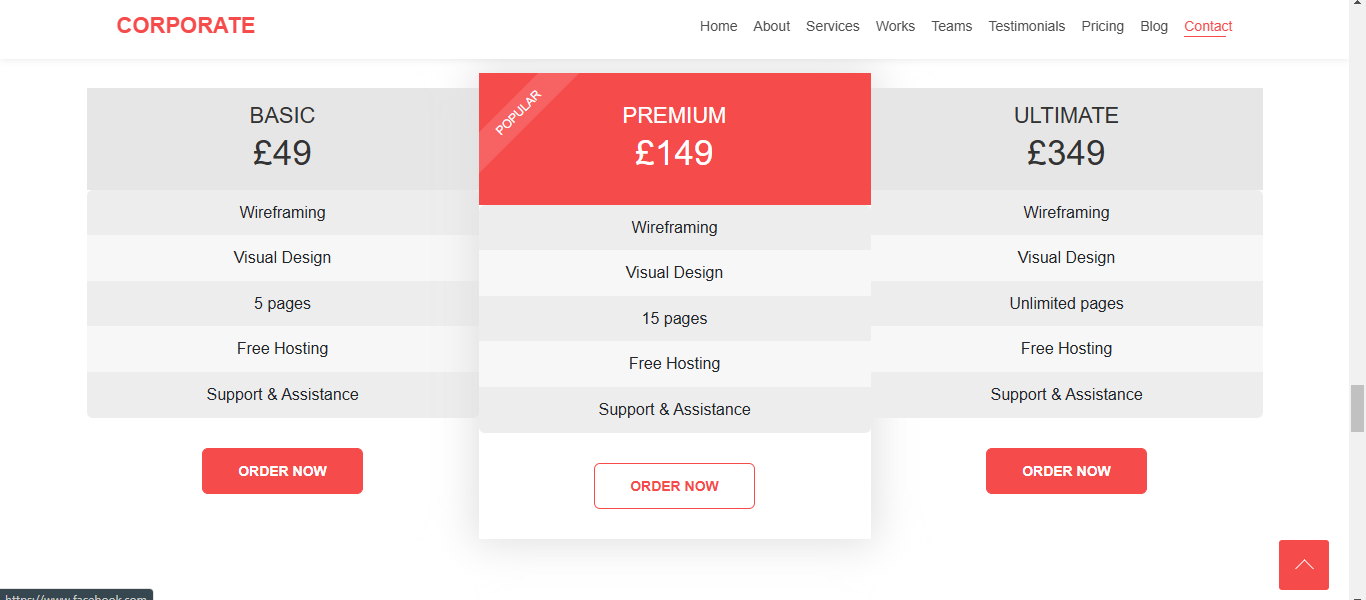 CORPORATE
Home About Services Works Teams Testimonials Pricing Blog Contact
BASIC
£49
Wireframing
Visual Design
5 pages
Free Hosting
Support & Assistance
ORDER NOW
POPULAR
PREMIUM
£149
Wireframing
Visual Design
15 pages
Free Hosting
Support & Assistance
ORDER NOW
ULTIMATE
£349
Wireframing
Visual Design
Unlimited pages
Free Hosting
Support & Assistance
ORDER NOW
https://www.facebook.com